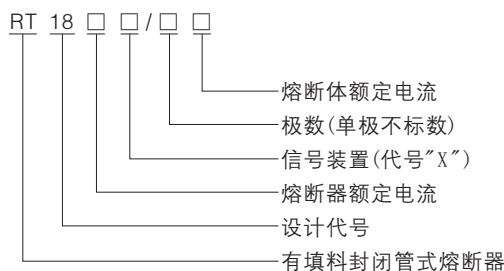 RT 18 □ □ / □ □
熔断体额定电流
极数(单极不标数)
信号装置(代号"X")
熔断器额定电流
设计代号
有填料封闭管式熔断器